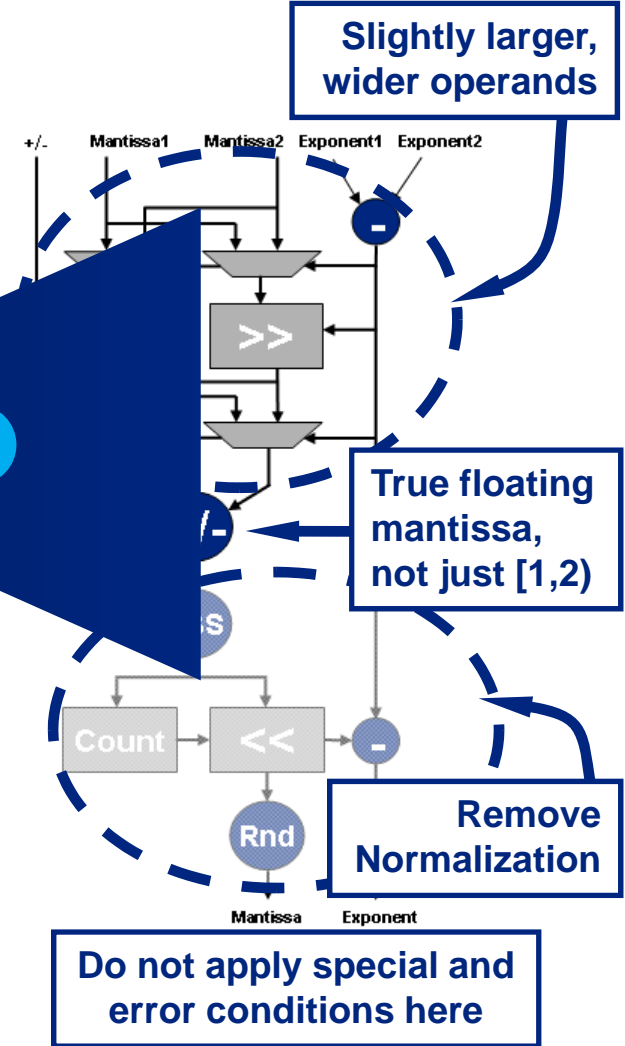 Slightly larger,
wider operands
+/- Mantissa1 Mantissa2 Exponent1 Exponent2
-
>>
True floating
mantissa,
not just [1,2)
/-
Count << -
Rnd
Remove
Normalization
Mantissa Exponent
Do not apply special and
error conditions here